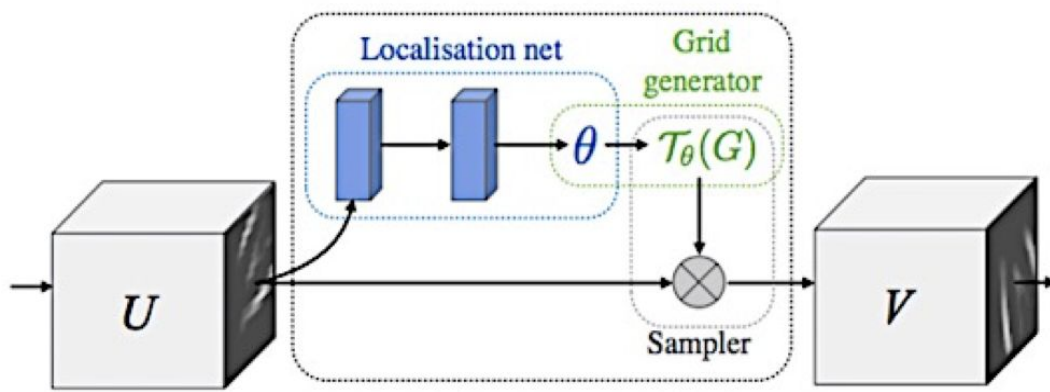 Localisation net
Grid
generator
θ
𝒯θ(G)
U
V
Sampler